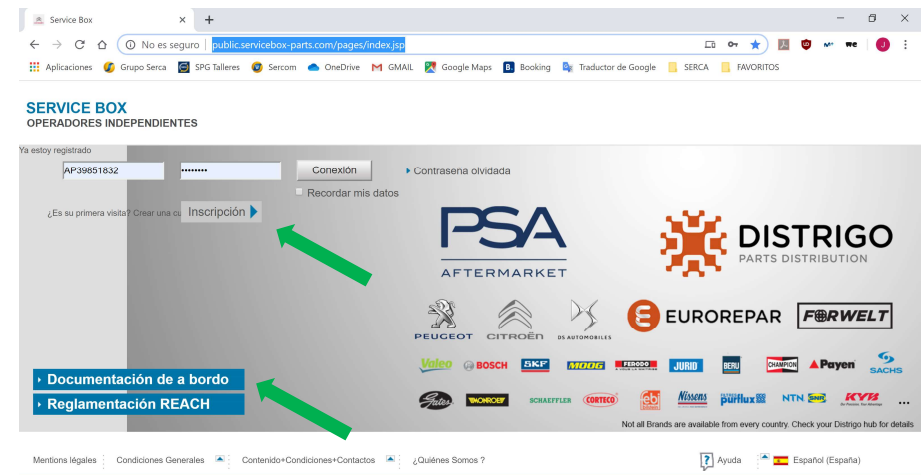 Service Box
No es seguro | public.servicebox-parts.com/pages/index.jsp
Aplicaciones Grupo Serca SPG Talleres Sercom OneDrive GMAIL Google Maps Booking Traductor de Google SERCA FAVORITOS
SERVICE BOX
OPERADORES INDEPENDIENTES
Ya estoy registrado
AP39851832 •••••••• Conexión Contrasena olvidada
Recordar mis datos
¿Es su primera visita? Crear una cu Inscripción
PSA
AFTERMARKET
DISTRIGO
PARTS DISTRIBUTION
PEUGEOT CITROËN DS AUTOMOBILES EUROREPAR FORWELT
Valeo BOSCH SKF MOOG FERODO JURID BERU CHAMPION Payen SACHS
Documentación de a bordo
Reglamentación REACH
Gates MONROE SCHAEFFLER CORTECO febi Nissens purflux NTN SNR KYB ...
Not all Brands are available from every country. Check your Distrigo hub for details
Mentions légales Condiciones Generales Contenido+Condiciones+Contactos ¿Quiénes Somos ? Ayuda Español (España)